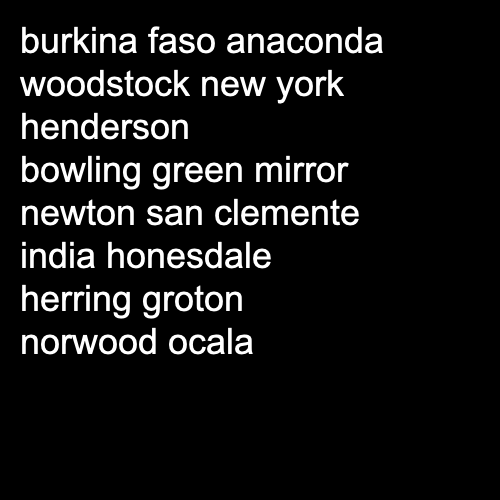 burkina faso anaconda
woodstock new york
henderson
bowling green mirror
newton san clemente
india honesdale
herring groton
norwood ocala